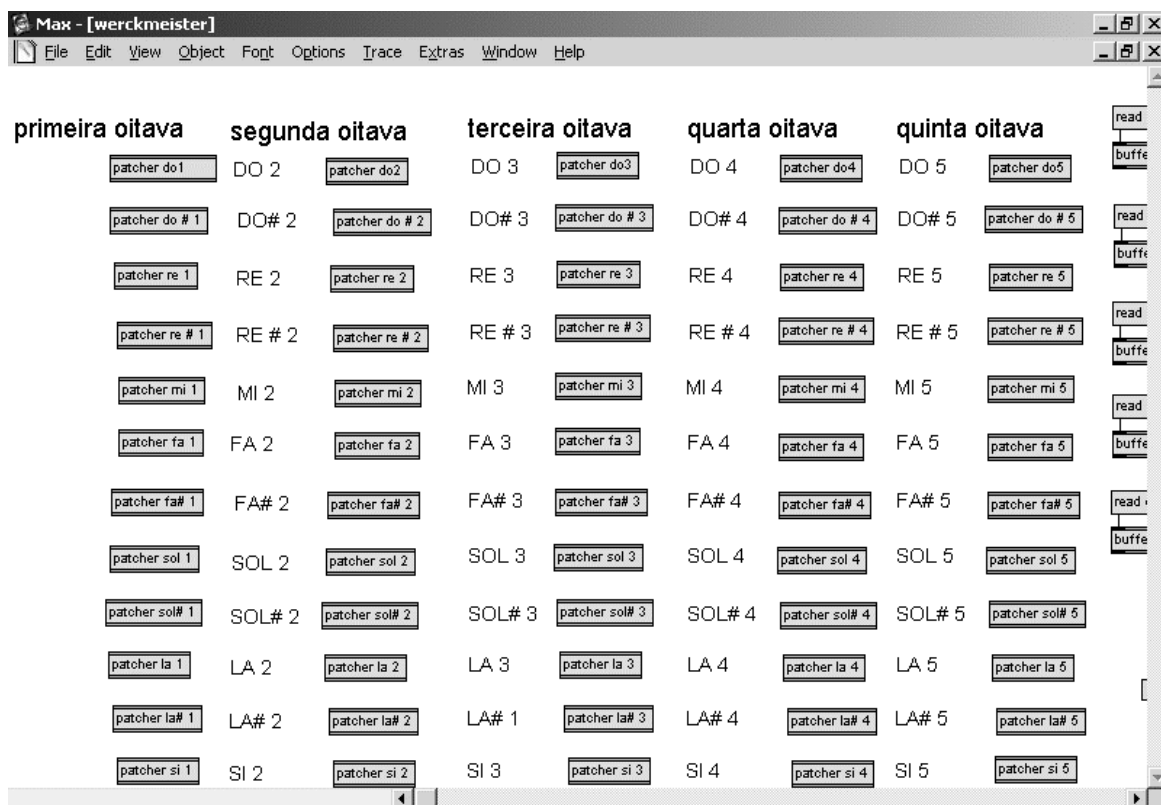 Max - [werckmeister]
File Edit View Object Font Options Trace Extras Window Help
primeira oitava segunda oitava terceira oitava quarta oitava quinta oitava
read
buffe
patcher do1 DO 2 patcher do2 DO 3 patcher do3 DO 4 patcher do4 DO 5 patcher do5
patcher do # 1 DO# 2 patcher do # 2 DO# 3 patcher do # 3 DO# 4 patcher do # 4 DO# 5 patcher do # 5 read
buffe
patcher re 1 RE 2 patcher re 2 RE 3 patcher re 3 RE 4 patcher re 4 RE 5 patcher re 5
read
patcher re # 1 RE # 2 patcher re # 2 RE # 3 patcher re # 3 RE # 4 patcher re # 4 RE # 5 patcher re # 5
buffe
patcher mi 1 MI 2 patcher mi 2 MI 3 patcher mi 3 MI 4 patcher mi 4 MI 5 patcher mi 5
read
patcher fa 1 FA 2 patcher fa 2 FA 3 patcher fa 3 FA 4 patcher fa 4 FA 5 patcher fa 5 buffe
patcher fa# 1 FA# 2 patcher fa# 2 FA# 3 patcher fa# 3 FA# 4 patcher fa# 4 FA# 5 patcher fa# 5 read
buffe
patcher sol 1 SOL 2 patcher sol 2 SOL 3 patcher sol 3 SOL 4 patcher sol 4 SOL 5 patcher sol 5
patcher sol# 1 SOL# 2 patcher sol# 2 SOL# 3 patcher sol# 3 SOL# 4 patcher sol# 4 SOL# 5 patcher sol# 5
patcher la 1 LA 2 patcher la 2 LA 3 patcher la 3 LA 4 patcher la 4 LA 5 patcher la 5
patcher la# 1 LA# 2 patcher la# 2 LA# 1 patcher la# 3 LA# 4 patcher la# 4 LA# 5 patcher la# 5
patcher si 1 SI 2 patcher si 2 SI 3 patcher si 3 SI 4 patcher si 4 SI 5 patcher si 5